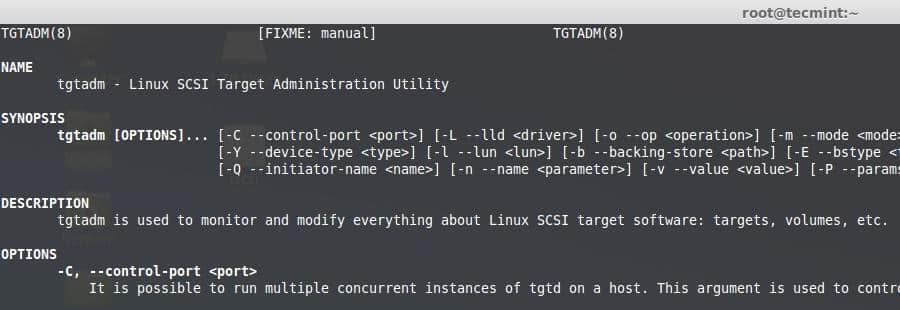 root@tecmint:~
TGTADM(8) [FIXME: manual] TGTADM(8)
NAME
tgtadm - Linux SCSI Target Administration Utility
SYNOPSIS
tgtadm [OPTIONS]... [-C --control-port <port>] [-L --lld <driver>] [-o --op <operation>] [-m --mode <mode>
[-Y --device-type <type>] [-l --lun <lun>] [-b --backing-store <path>] [-E --bstype <t
[-Q --initiator-name <name>] [-n --name <parameter>] [-v --value <value>] [-P --params
DESCRIPTION
tgtadm is used to monitor and modify everything about Linux SCSI target software: targets, volumes, etc.
OPTIONS
-C, --control-port <port>
It is possible to run multiple concurrent instances of tgtd on a host. This argument is used to contro